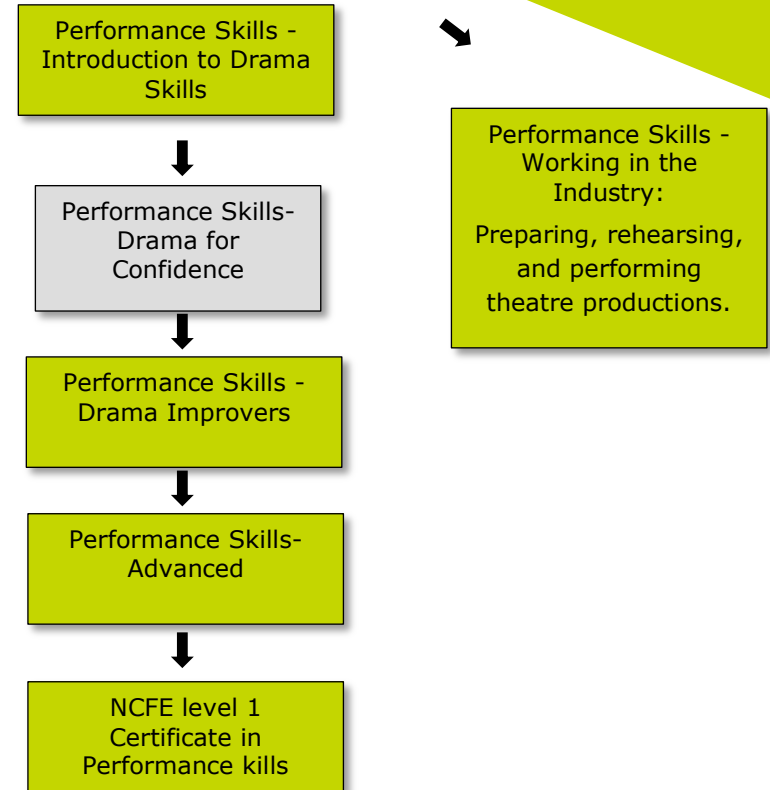 Performance Skills -
Introduction to Drama
Skills
Performance Skills-
Drama for
Confidence
Performance Skills -
Drama Improvers
Performance Skills-
Advanced
NCFE level 1
Certificate in
Performance kills
Performance Skills -
Working in the
Industry:
Preparing, rehearsing,
and performing
theatre productions.